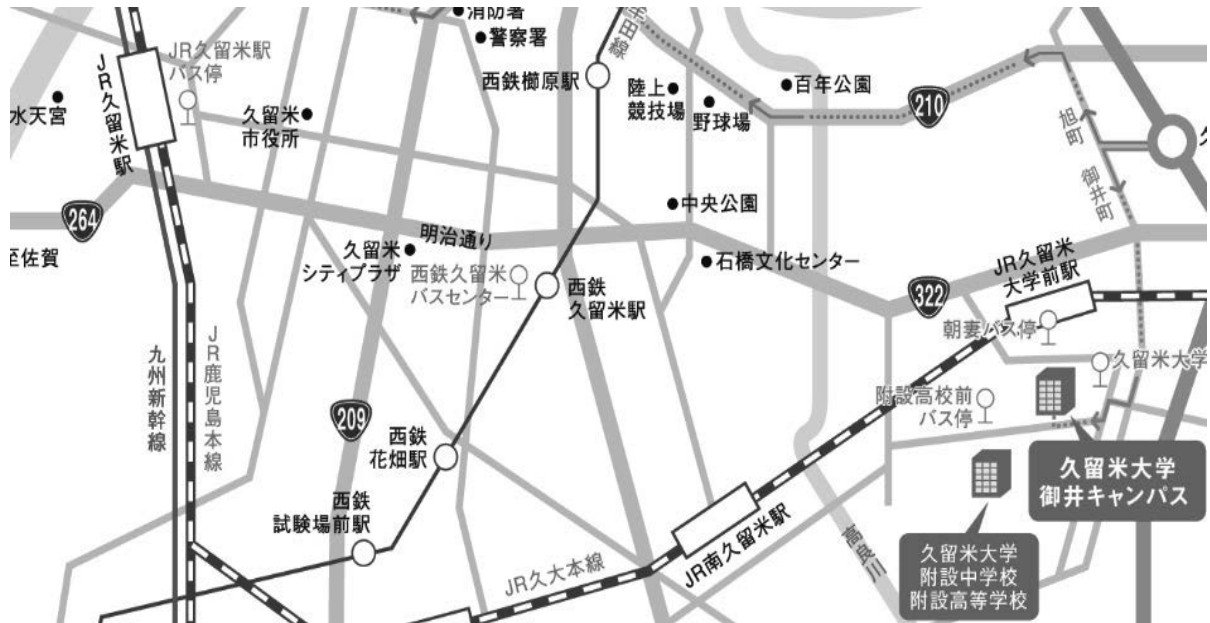 消防署
警察署
西鉄櫛原駅
陸上
競技場
野球場
百年公園
210
旭町
御井町
JR久留米駅
バス停
JR久留米駅
水天宮
久留米
市役所
264
至佐賀
明治通り
中央公園
石橋文化センター
久留米
シティプラザ
西鉄久留米
バスセンター
西鉄
久留米駅
322
JR久留米
大学前駅
朝妻バス停
久留米大学
九州新幹線
JR鹿児島本線
209
西鉄
花畑駅
附設高校前
バス停
西鉄
試験場前駅
久留米大学
御井キャンパス
JR久大本線
JR南久留米駅
高良川
久留米大学
附設中学校
附設高等学校